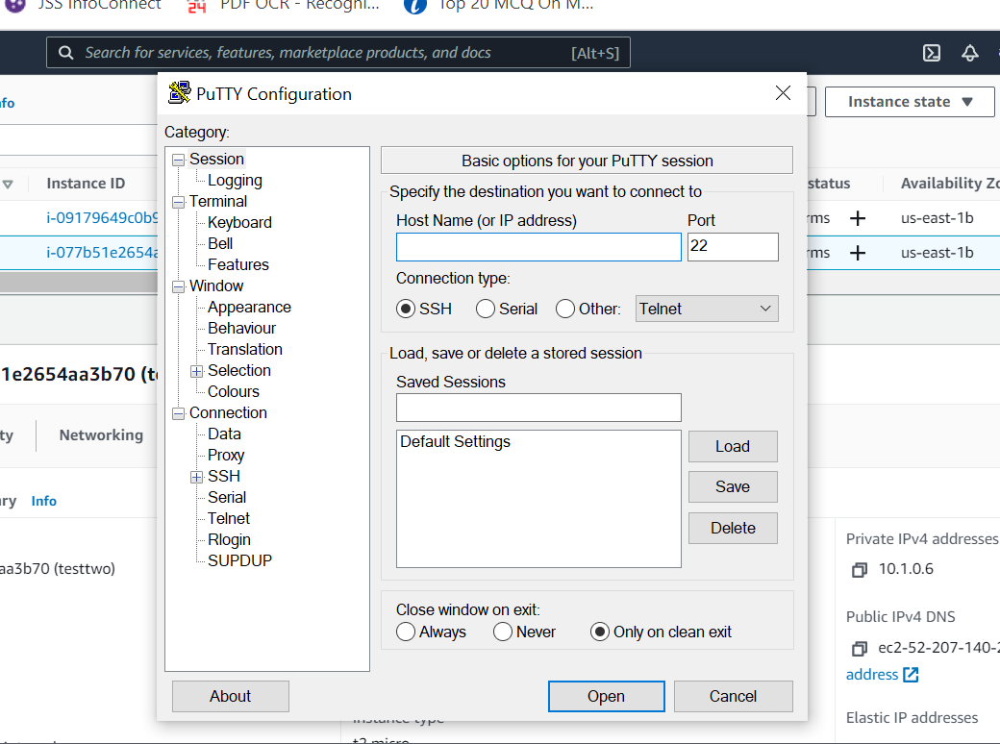 JSS InfoConnect
PDF OCR - Recogni...
Top 20 MCQ On M...
Search for services, features, marketplace products, and docs
[Alt+S]
Instance state
PuTTY Configuration
Category:
Session
Logging
Terminal
Keyboard
Bell
Features
Window
Appearance
Behaviour
Translation
Selection
Colours
Connection
Data
Proxy
SSH
Serial
Telnet
Rlogin
SUPDUP
Basic options for your PuTTY session
Specify the destination you want to connect to
Host Name (or IP address)
Port
22
Connection type:
SSH
Serial
Other:
Telnet
Load, save or delete a stored session
Saved Sessions
Default Settings
Load
Save
Delete
Close window on exit:
Always
Never
Only on clean exit
About
Open
Cancel
Instance ID
status
Availability Zo
i-09179649c0b9
rms
us-east-1b
i-077b51e2654a
rms
us-east-1b
1e2654aa3b70 (te
ty
Networking
ary
Info
aa3b70 (testtwo)
Private IPv4 addresses
10.1.0.6
Public IPv4 DNS
ec2-52-207-140-2
address
Elastic IP addresses
Instance type
t2.micro